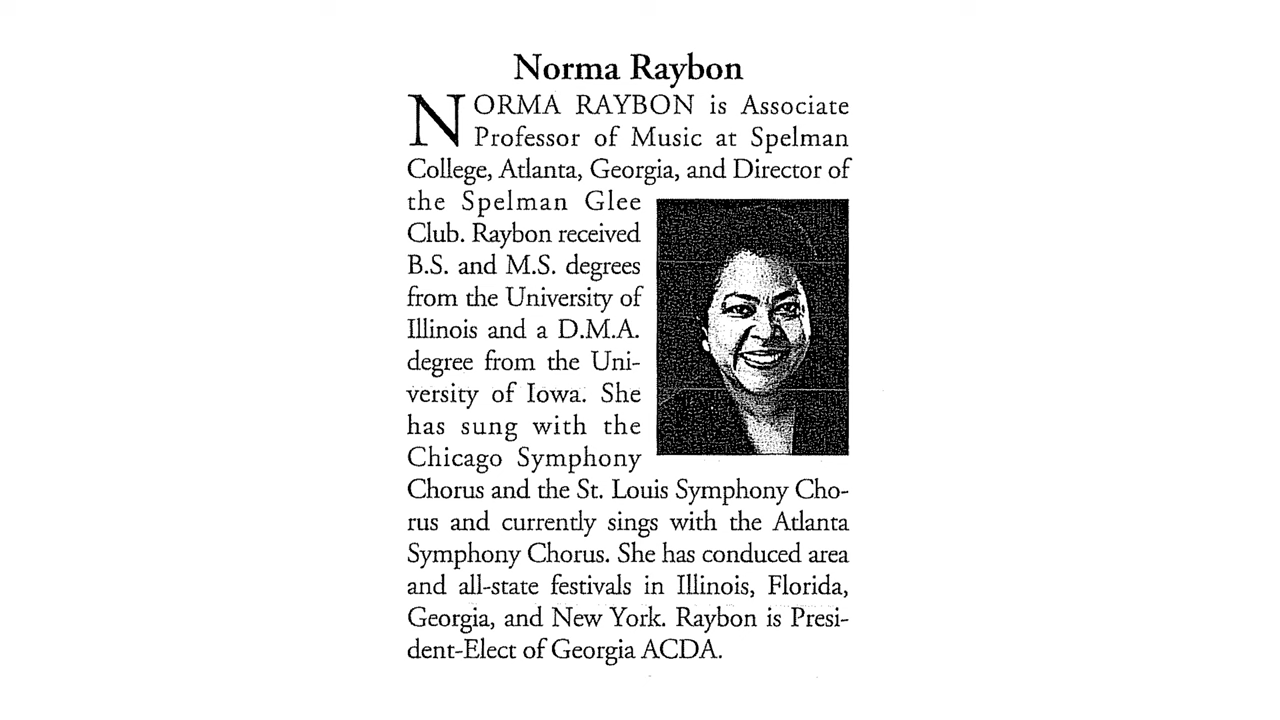 Norma Raybon
NORMA RAYBON is Associate
Professor of Music at Spelman
College, Atlanta, Georgia, and Director of
the Spelman Glee
Club. Raybon received
B.S. and M.S. degrees
from the University of
Illinois and a D.M.A.
degree from the Uni-
versity of Iowa. She
has sung with the
Chicago Symphony
Chorus and the St. Louis Symphony Cho-
rus and currently sings with the Atlanta
Symphony Chorus. She has conduced area
and all-state festivals in Illinois, Florida,
Georgia, and New York. Raybon is Presi-
dent-Elect of Georgia ACDA.